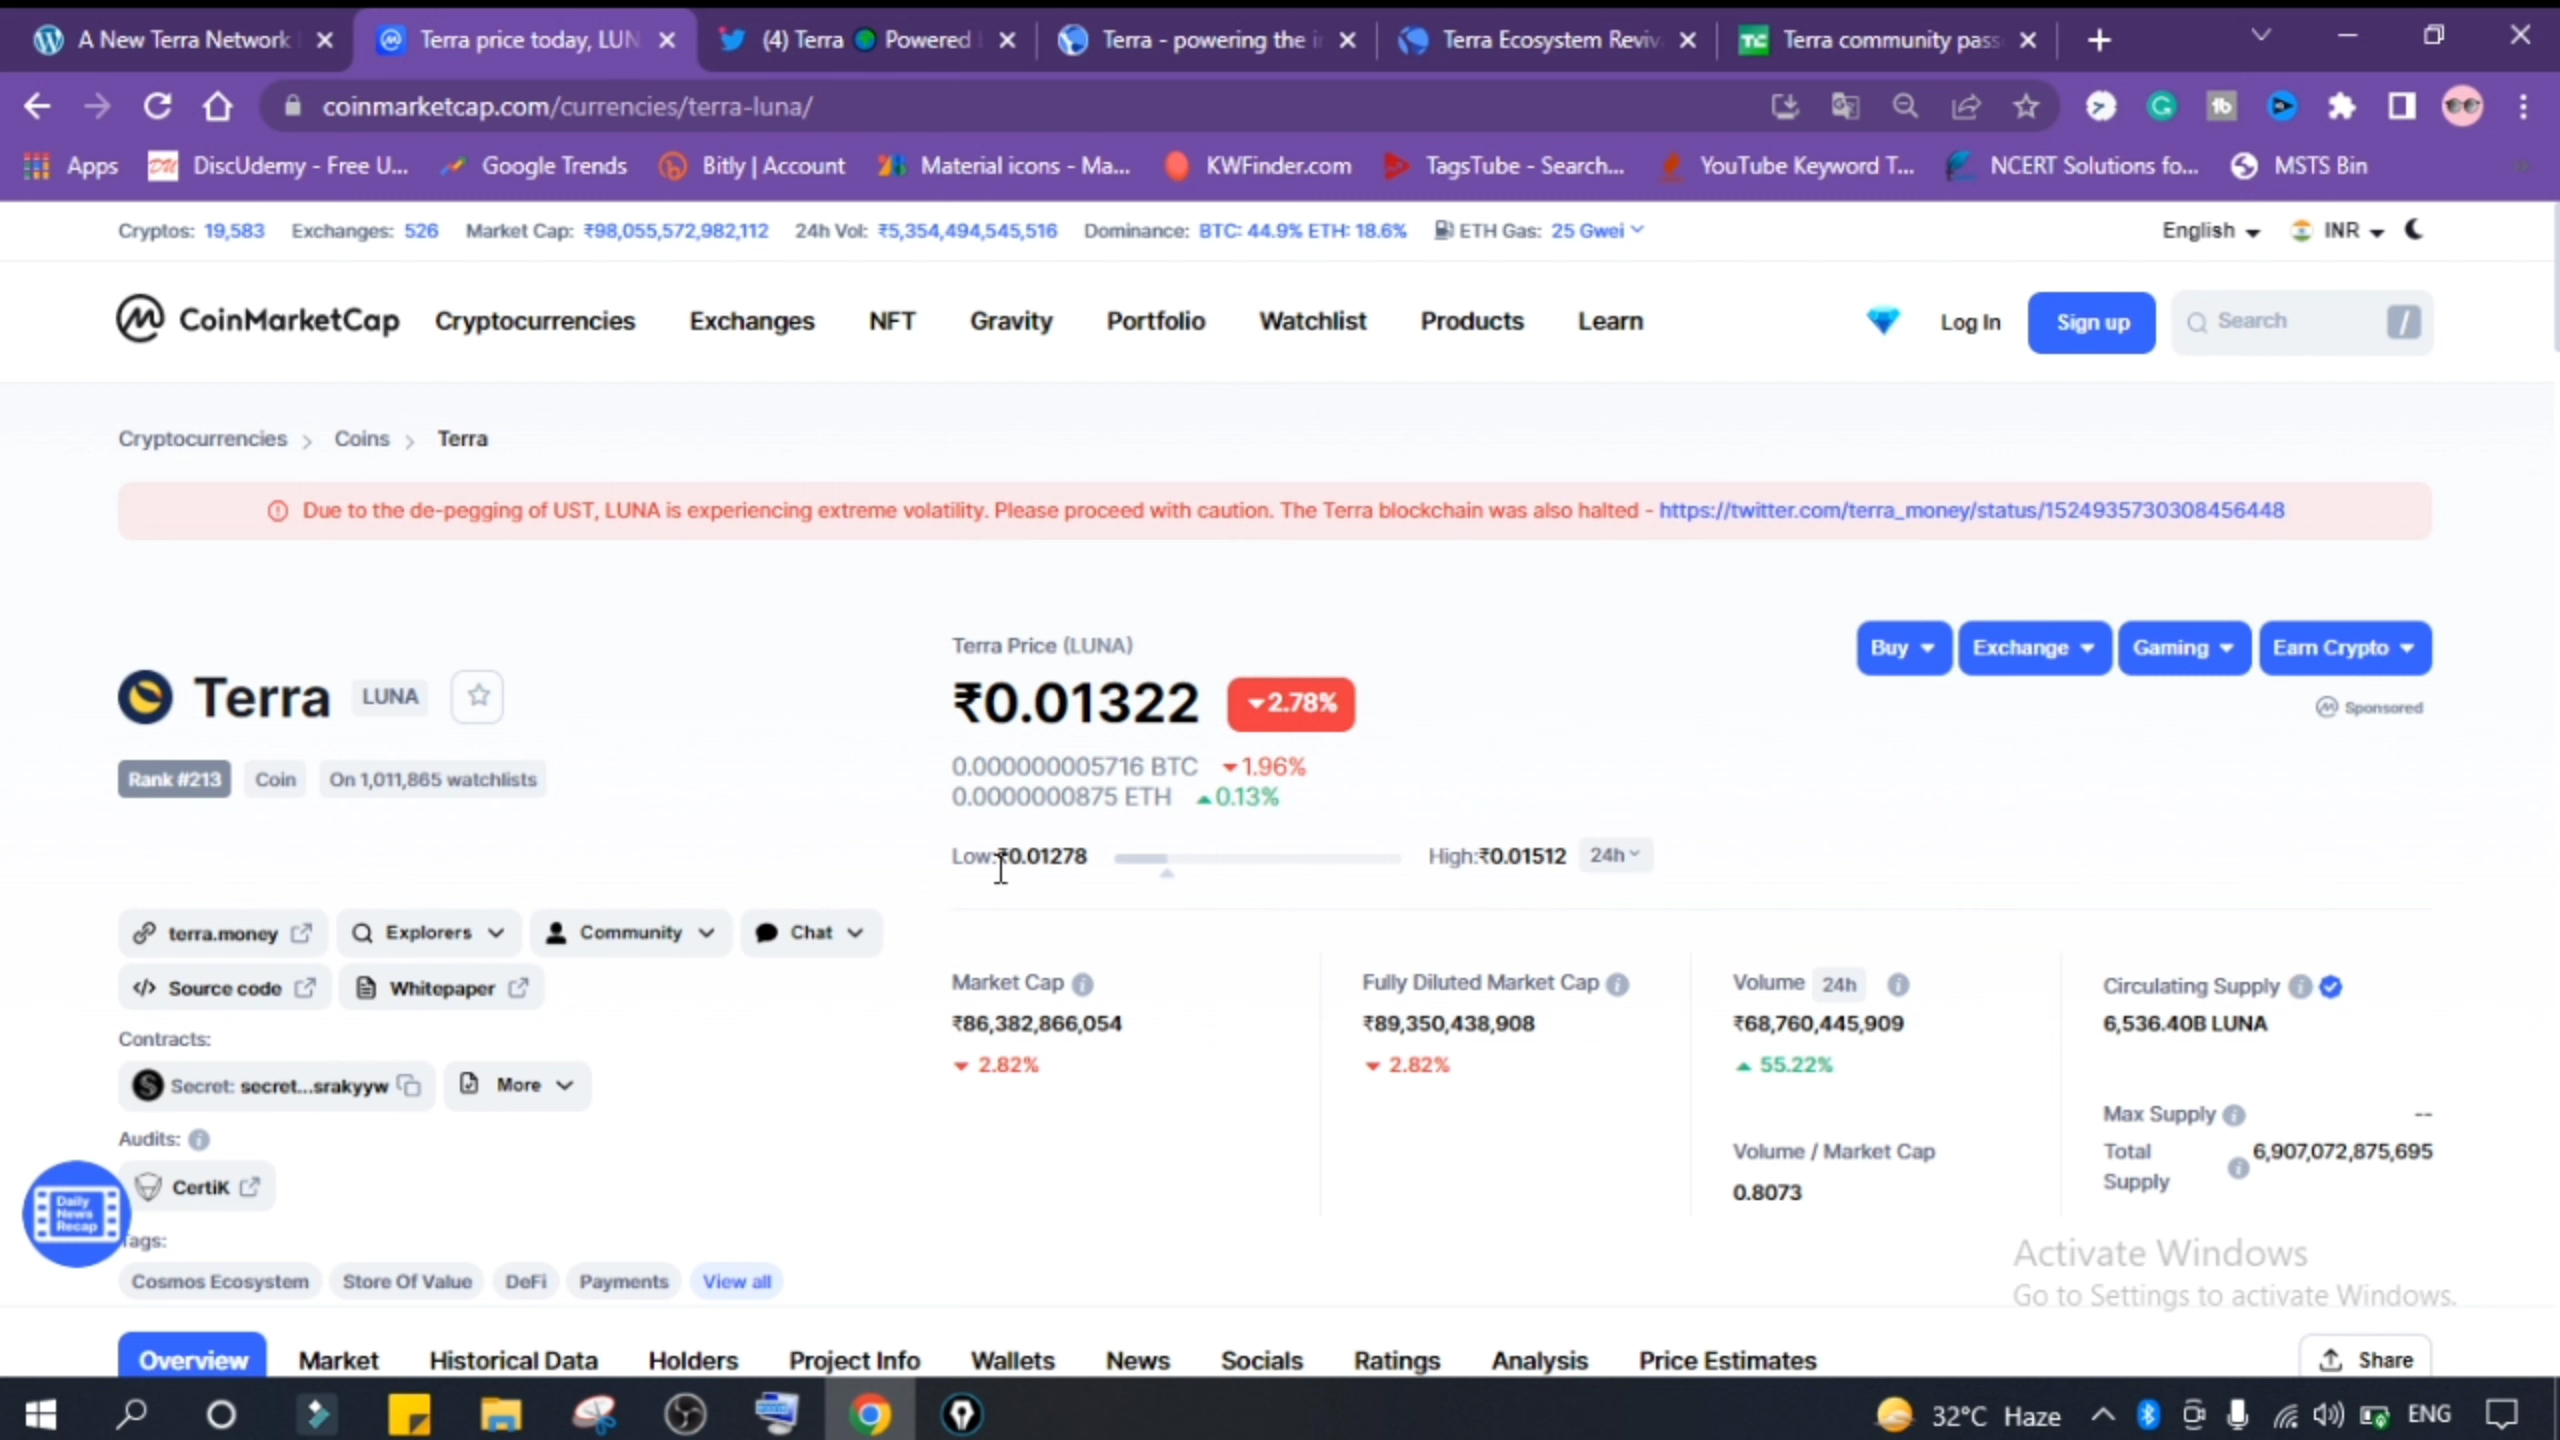 A New Terra Network
Terra price today, LUN
(4) Terra Powered
Terra - powering the i
Terra Ecosystem Reviv
TC Terra community pass
coinmarketcap.com/currencies/terra-luna/
Apps
DU DiscUdemy - Free U...
Google Trends
Bitly | Account
Material icons - Ma...
KWFinder.com
TagsTube - Search...
YouTube Keyword T...
NCERT Solutions fo...
MSTS Bin
Cryptos: 19,583 Exchanges: 526 Market Cap: ₹98,055,572,982,112 24h Vol: ₹5,354,494,545,516 Dominance: BTC: 44.9% ETH: 18.6% ETH Gas: 25 Gwei
English INR
CoinMarketCap Cryptocurrencies Exchanges NFT Gravity Portfolio Watchlist Products Learn
Log In Sign up Search /
Cryptocurrencies > Coins > Terra
Due to the de-pegging of UST, LUNA is experiencing extreme volatility. Please proceed with caution. The Terra blockchain was also halted - https://twitter.com/terra_money/status/1524935730308456448
Terra LUNA
Rank #213 Coin On 1,011,865 watchlists
Terra Price (LUNA)
₹0.01322 2.78%
0.000000005716 BTC 1.96%
0.0000000875 ETH 0.13%
Low:₹0.01278 High:₹0.01512 24h
Buy Exchange Gaming Earn Crypto
Sponsored
terra.money Explorers Community Chat
Source code Whitepaper
Contracts:
Secret: secret...srakyyw More
Audits:
CertiK
Daily
News
Recap
Tags:
Cosmos Ecosystem Store Of Value DeFi Payments View all
Market Cap
₹86,382,866,054
2.82%
Fully Diluted Market Cap
₹89,350,438,908
2.82%
Volume 24h
₹68,760,445,909
55.22%
Volume / Market Cap
0.8073
Circulating Supply
6,536.40B LUNA
Max Supply --
Total Supply 6,907,072,875,695
Activate Windows
Go to Settings to activate Windows.
Overview Market Historical Data Holders Project Info Wallets News Socials Ratings Analysis Price Estimates
Share
32°C Haze
ENG